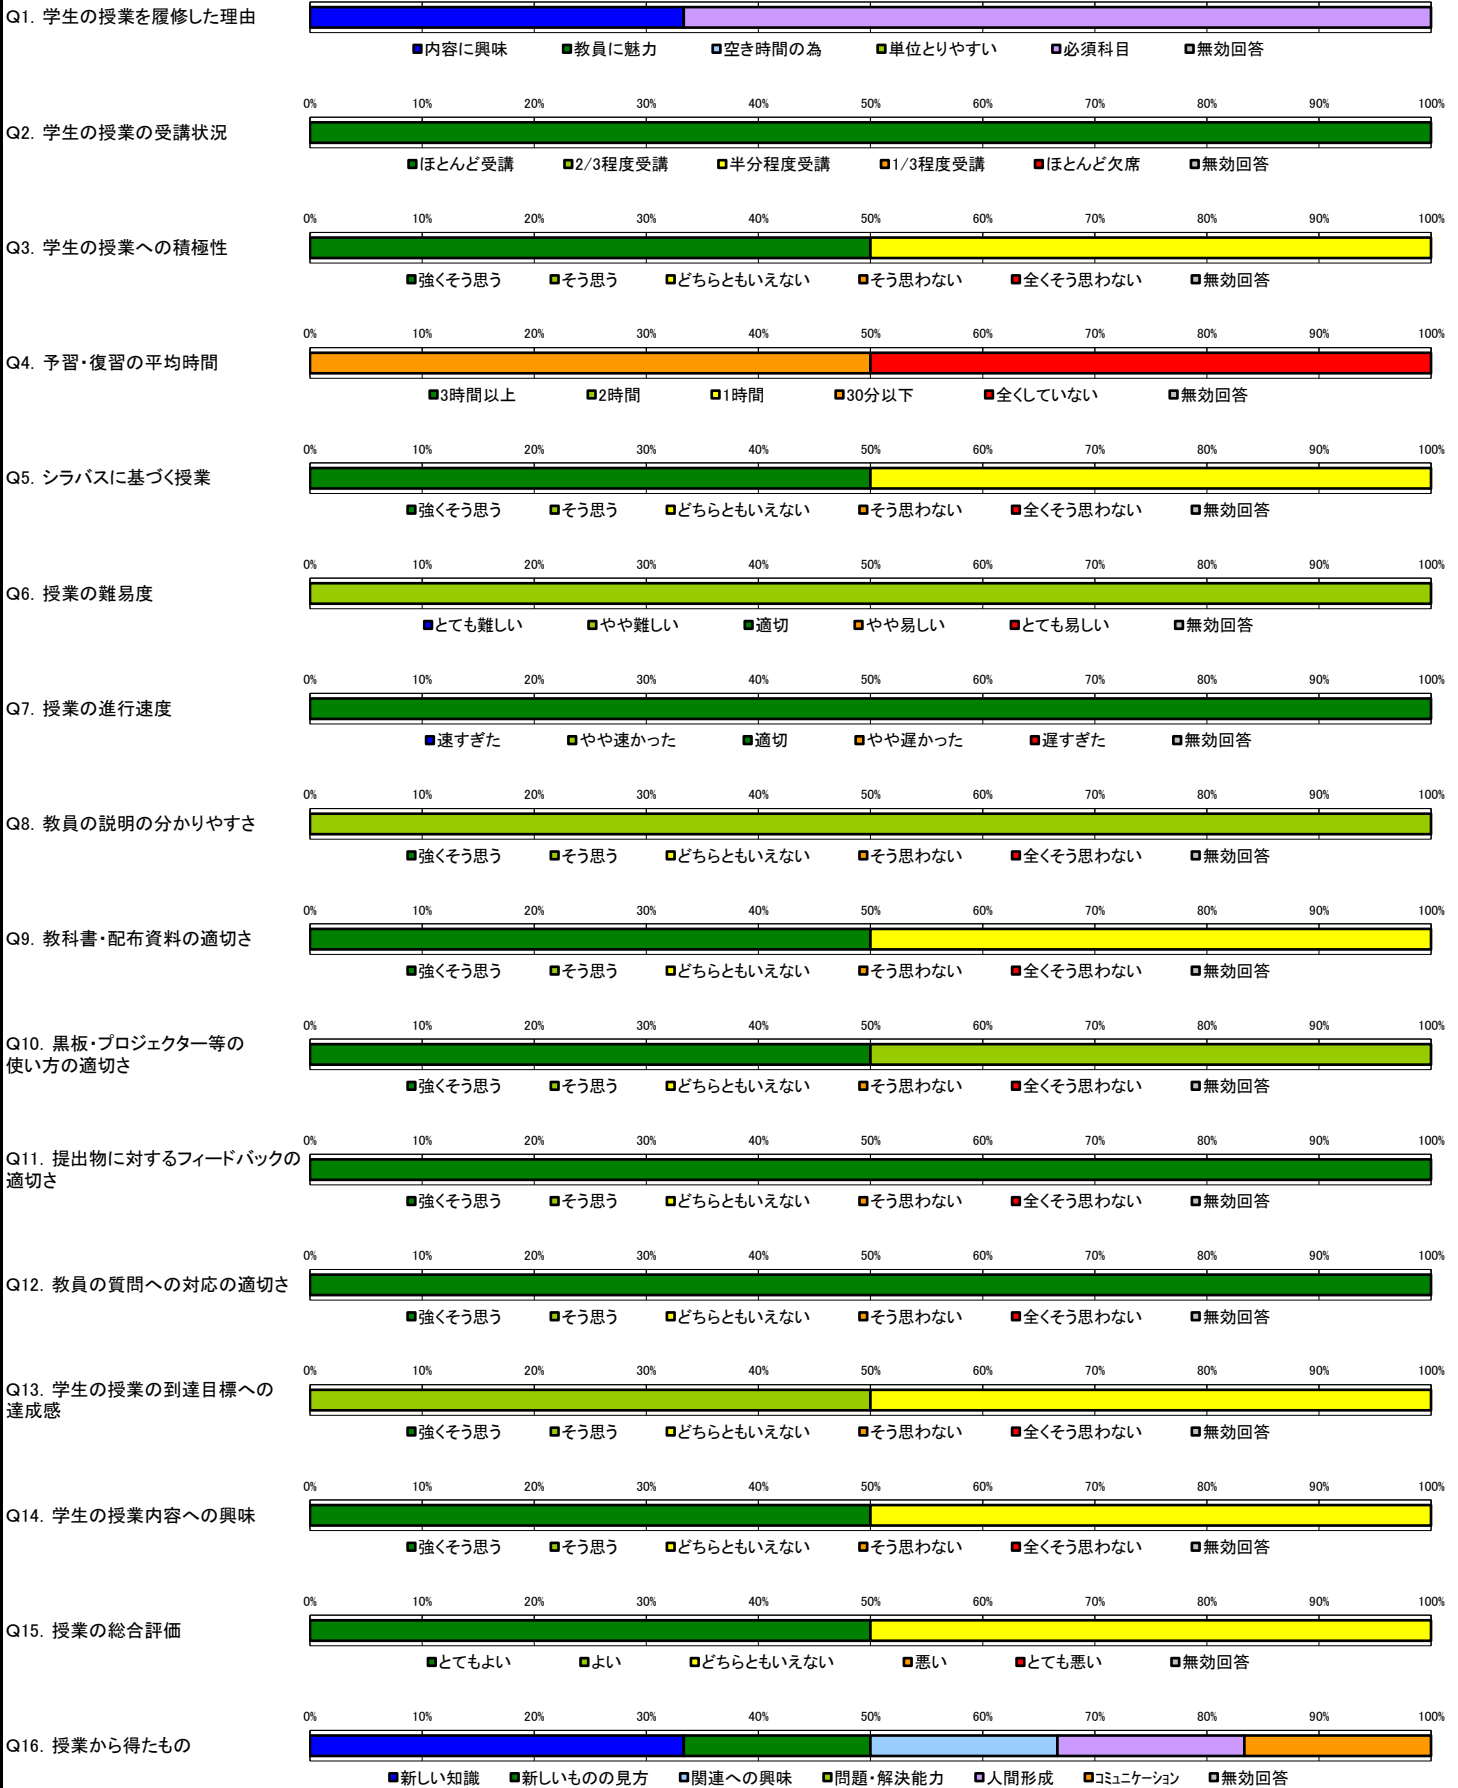 Q1. 学生の授業を履修した理由
内容に興味 教員に魅力 空き時間の為 単位とりやすい 必須科目 無効回答
0% 10% 20% 30% 40% 50% 60% 70% 80% 90% 100%
Q2. 学生の授業の受講状況
ほとんど受講 2/3程度受講 半分程度受講 1/3程度受講 ほとんど欠席 無効回答
0% 10% 20% 30% 40% 50% 60% 70% 80% 90% 100%
Q3. 学生の授業への積極性
強くそう思う そう思う どちらともいえない そう思わない 全くそう思わない 無効回答
0% 10% 20% 30% 40% 50% 60% 70% 80% 90% 100%
Q4. 予習・復習の平均時間
3時間以上 2時間 1時間 30分以下 全くしていない 無効回答
0% 10% 20% 30% 40% 50% 60% 70% 80% 90% 100%
Q5. シラバスに基づく授業
強くそう思う そう思う どちらともいえない そう思わない 全くそう思わない 無効回答
0% 10% 20% 30% 40% 50% 60% 70% 80% 90% 100%
Q6. 授業の難易度
とても難しい やや難しい 適切 やや易しい とても易しい 無効回答
0% 10% 20% 30% 40% 50% 60% 70% 80% 90% 100%
Q7. 授業の進行速度
速すぎた やや速かった 適切 やや遅かった 遅すぎた 無効回答
0% 10% 20% 30% 40% 50% 60% 70% 80% 90% 100%
Q8. 教員の説明の分かりやすさ
強くそう思う そう思う どちらともいえない そう思わない 全くそう思わない 無効回答
0% 10% 20% 30% 40% 50% 60% 70% 80% 90% 100%
Q9. 教科書・配布資料の適切さ
強くそう思う そう思う どちらともいえない そう思わない 全くそう思わない 無効回答
0% 10% 20% 30% 40% 50% 60% 70% 80% 90% 100%
Q10. 黒板・プロジェクター等の
使い方の適切さ
強くそう思う そう思う どちらともいえない そう思わない 全くそう思わない 無効回答
0% 10% 20% 30% 40% 50% 60% 70% 80% 90% 100%
Q11. 提出物に対するフィードバックの
適切さ
強くそう思う そう思う どちらともいえない そう思わない 全くそう思わない 無効回答
0% 10% 20% 30% 40% 50% 60% 70% 80% 90% 100%
Q12. 教員の質問への対応の適切さ
強くそう思う そう思う どちらともいえない そう思わない 全くそう思わない 無効回答
0% 10% 20% 30% 40% 50% 60% 70% 80% 90% 100%
Q13. 学生の授業の到達目標への
達成感
強くそう思う そう思う どちらともいえない そう思わない 全くそう思わない 無効回答
0% 10% 20% 30% 40% 50% 60% 70% 80% 90% 100%
Q14. 学生の授業内容への興味
強くそう思う そう思う どちらともいえない そう思わない 全くそう思わない 無効回答
0% 10% 20% 30% 40% 50% 60% 70% 80% 90% 100%
Q15. 授業の総合評価
とてもよい よい どちらともいえない 悪い とても悪い 無効回答
0% 10% 20% 30% 40% 50% 60% 70% 80% 90% 100%
Q16. 授業から得たもの
新しい知識 新しいものの見方 関連への興味 問題・解決能力 人間形成 コミュニケーション 無効回答